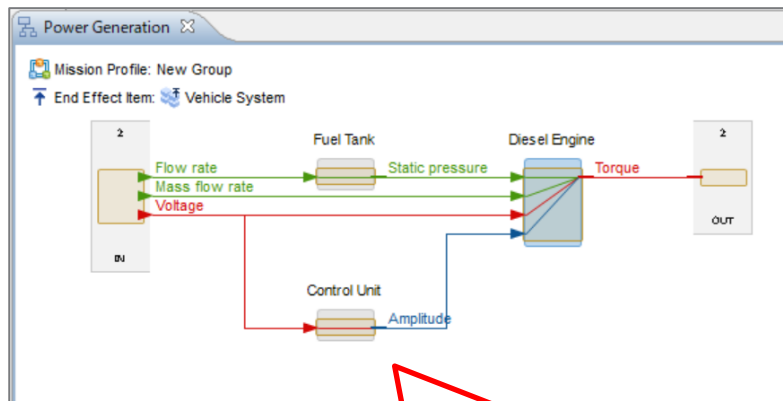 Power Generation
Mission Profile: New Group
End Effect Item: Vehicle System
2
Fuel Tank
Diesel Engine
2
Flow rate
Static pressure
Torque
Mass flow rate
Voltage
OUT
IN
Control Unit
Amplitude